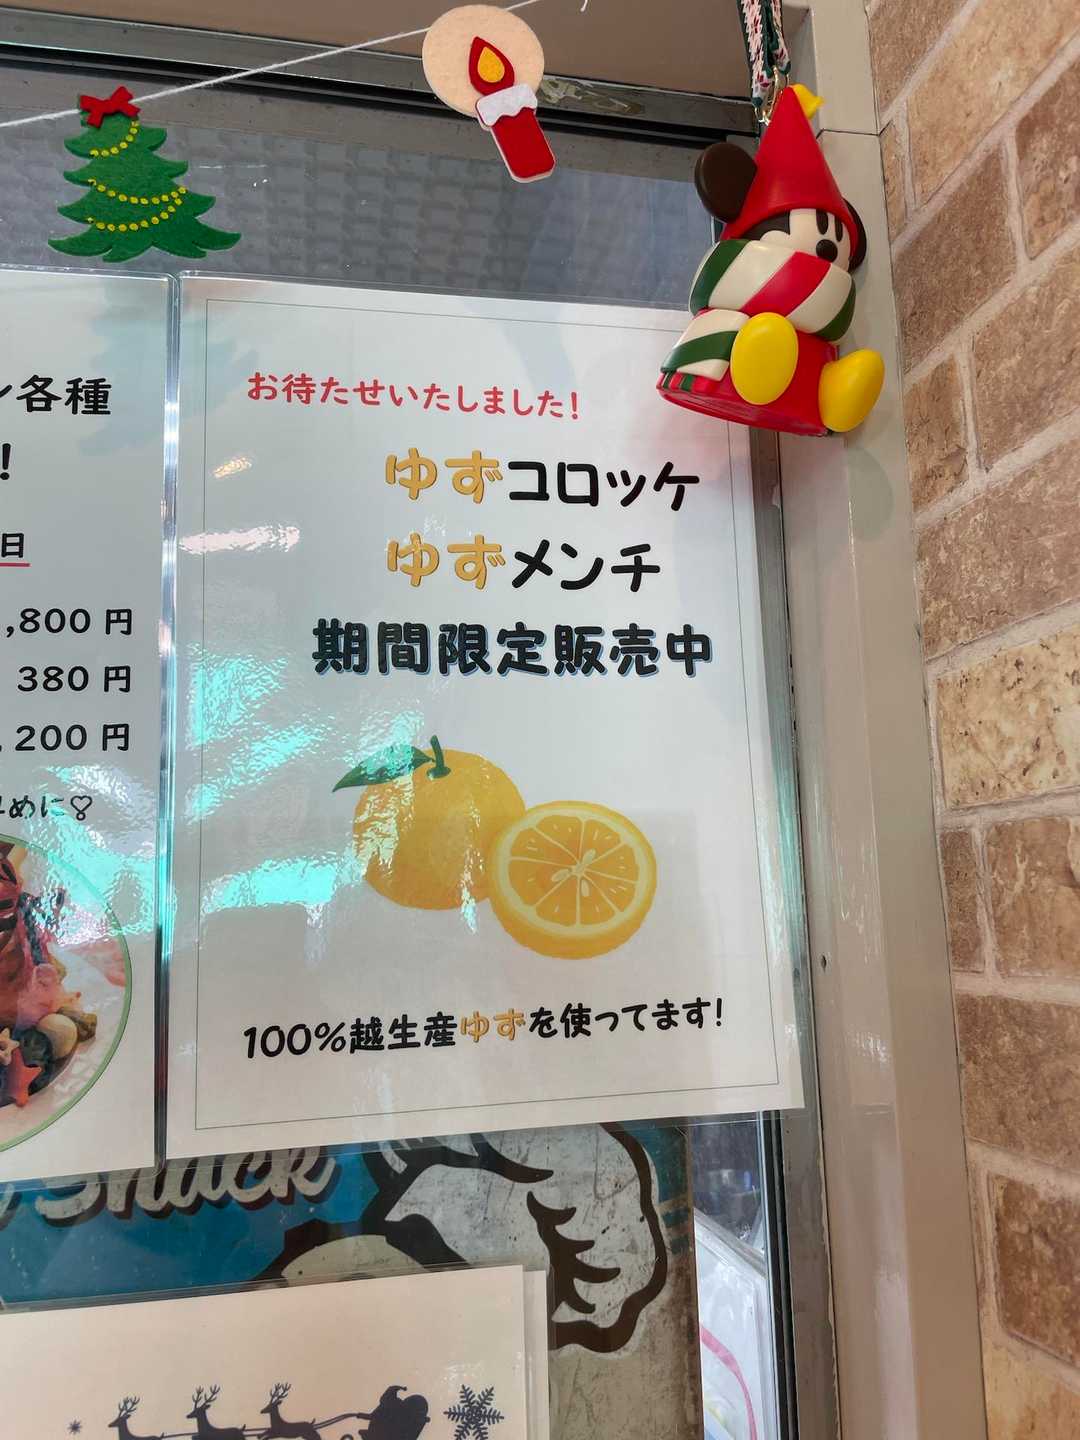 各種
!
日
,800 円
380 円
,200 円
めに♡
お待たせいたしました!
ゆずコロッケ
ゆずメンチ
期間限定販売中
100%越生産ゆずを使ってます!
Snack